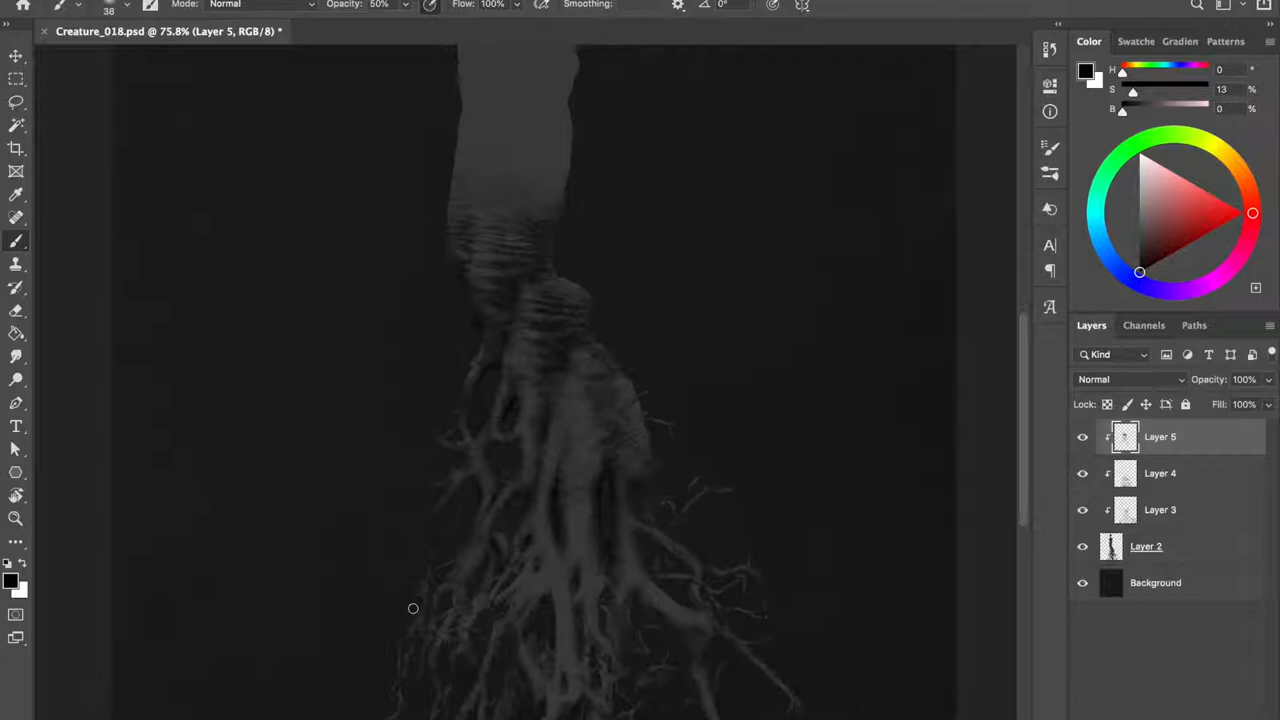 38
Mode:
Normal
Opacity: 50%
Flow: 100%
Smoothing:
0°
Creature_018.psd @ 75.8% (Layer 5, RGB/8) *
Color
Swatche
Gradien
Patterns
H
0
°
S
13
%
B
0
%
Layers
Channels
Paths
Kind
Normal
Opacity: 100%
Lock:
Fill: 100%
Layer 5
Layer 4
Layer 3
Layer 2
Background